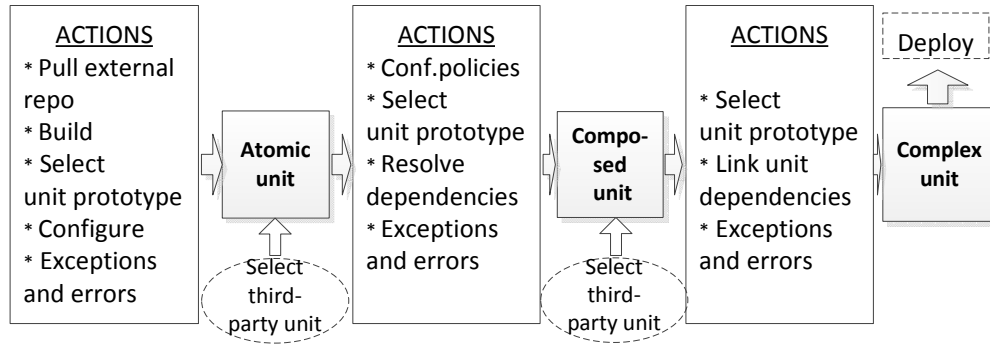 ACTIONS
* Pull external
repo
* Build
* Select
unit prototype
* Configure
* Exceptions
and errors
Atomic
unit
Select
third-
party unit
ACTIONS
* Conf.policies
* Select
unit prototype
* Resolve
dependencies
* Exceptions
and errors
Compo-
sed
unit
Select
third-
party unit
ACTIONS
* Select
unit prototype
* Link unit
dependencies
* Exceptions
and errors
Deploy
Complex
unit